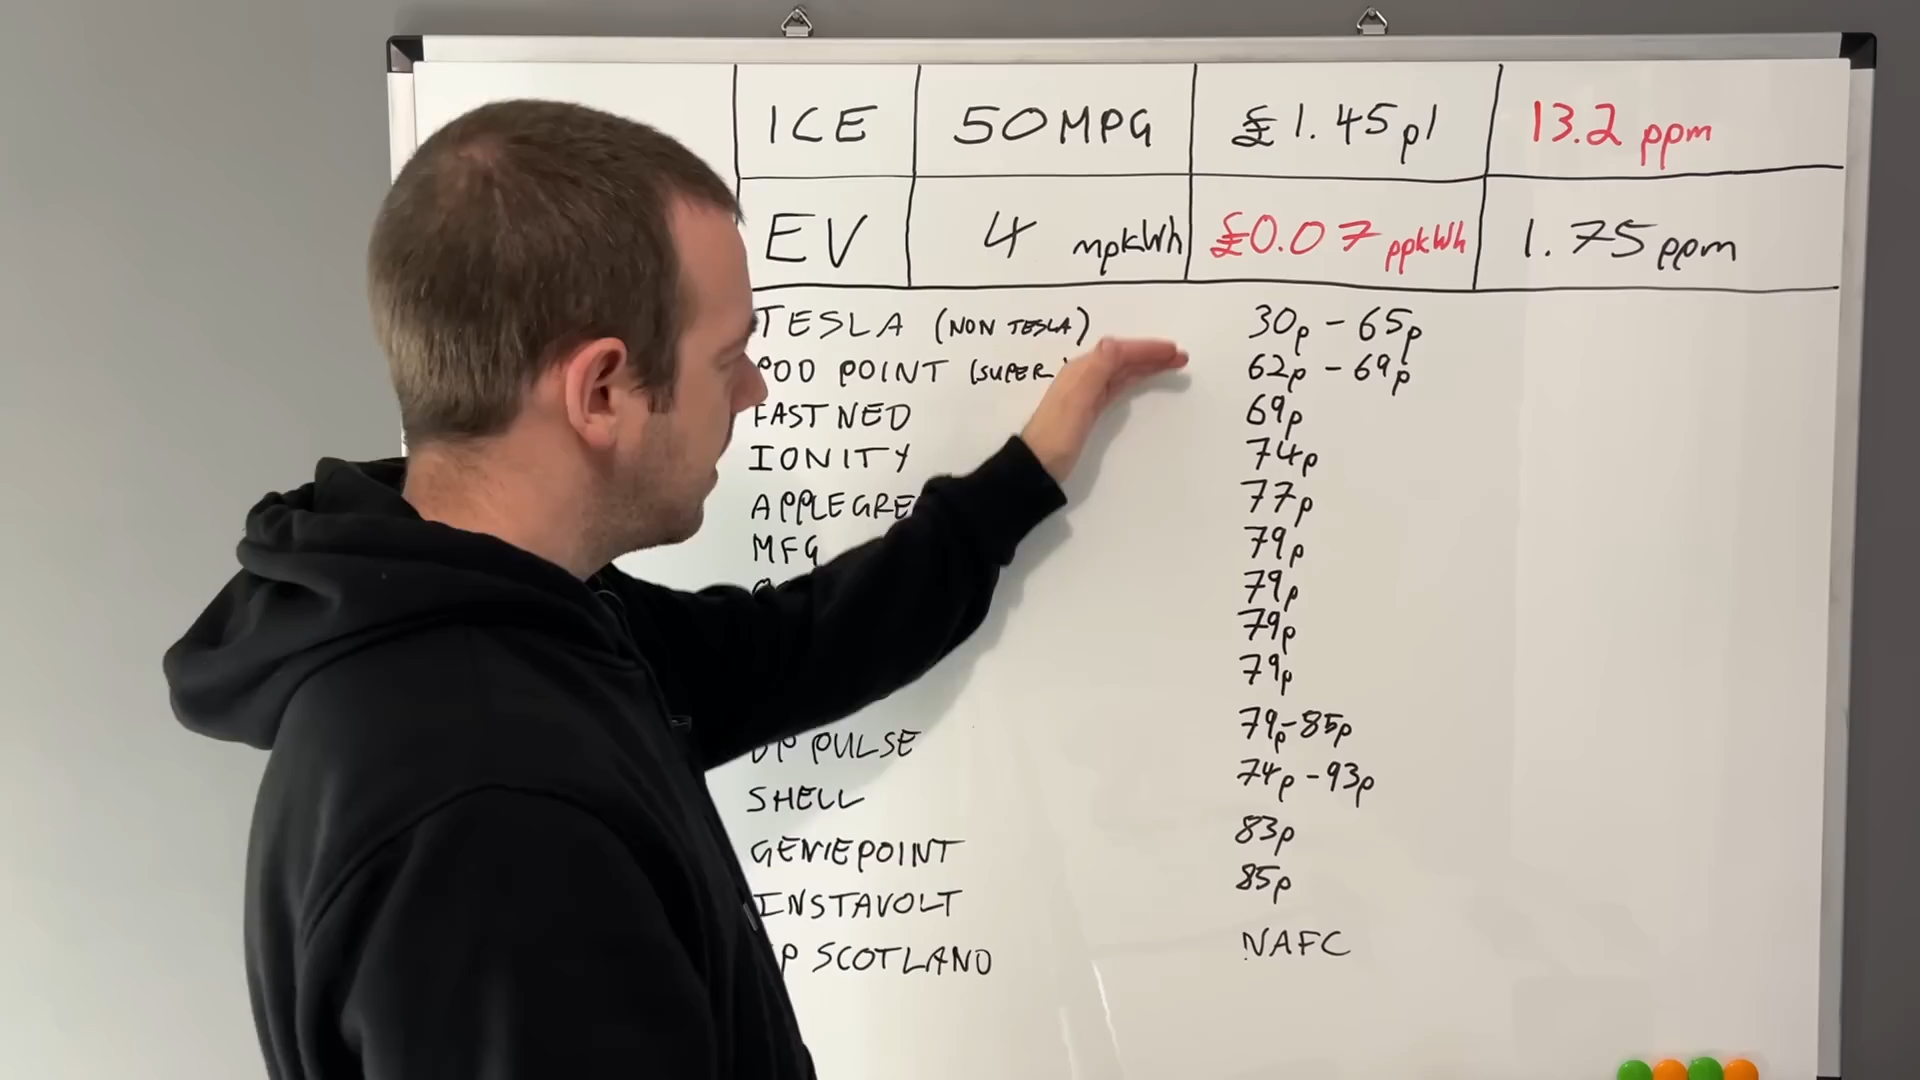 ICE 50 MPG £1.45 pl 13.2 ppm
EV 4 mpkWh £0.07 ppkWh 1.75 ppm
TESLA (NON TESLA) 30p - 65p
POD POINT (SUPER 62p - 69p
FASTNED 69p
IONITY 74p
APPLEGRE 77p
MFG 79p
79p
79p
79p
BP PULSE 79p-85p
SHELL 74p - 93p
GENIEPOINT 83p
INSTAVOLT 85p
P SCOTLAND NAFC